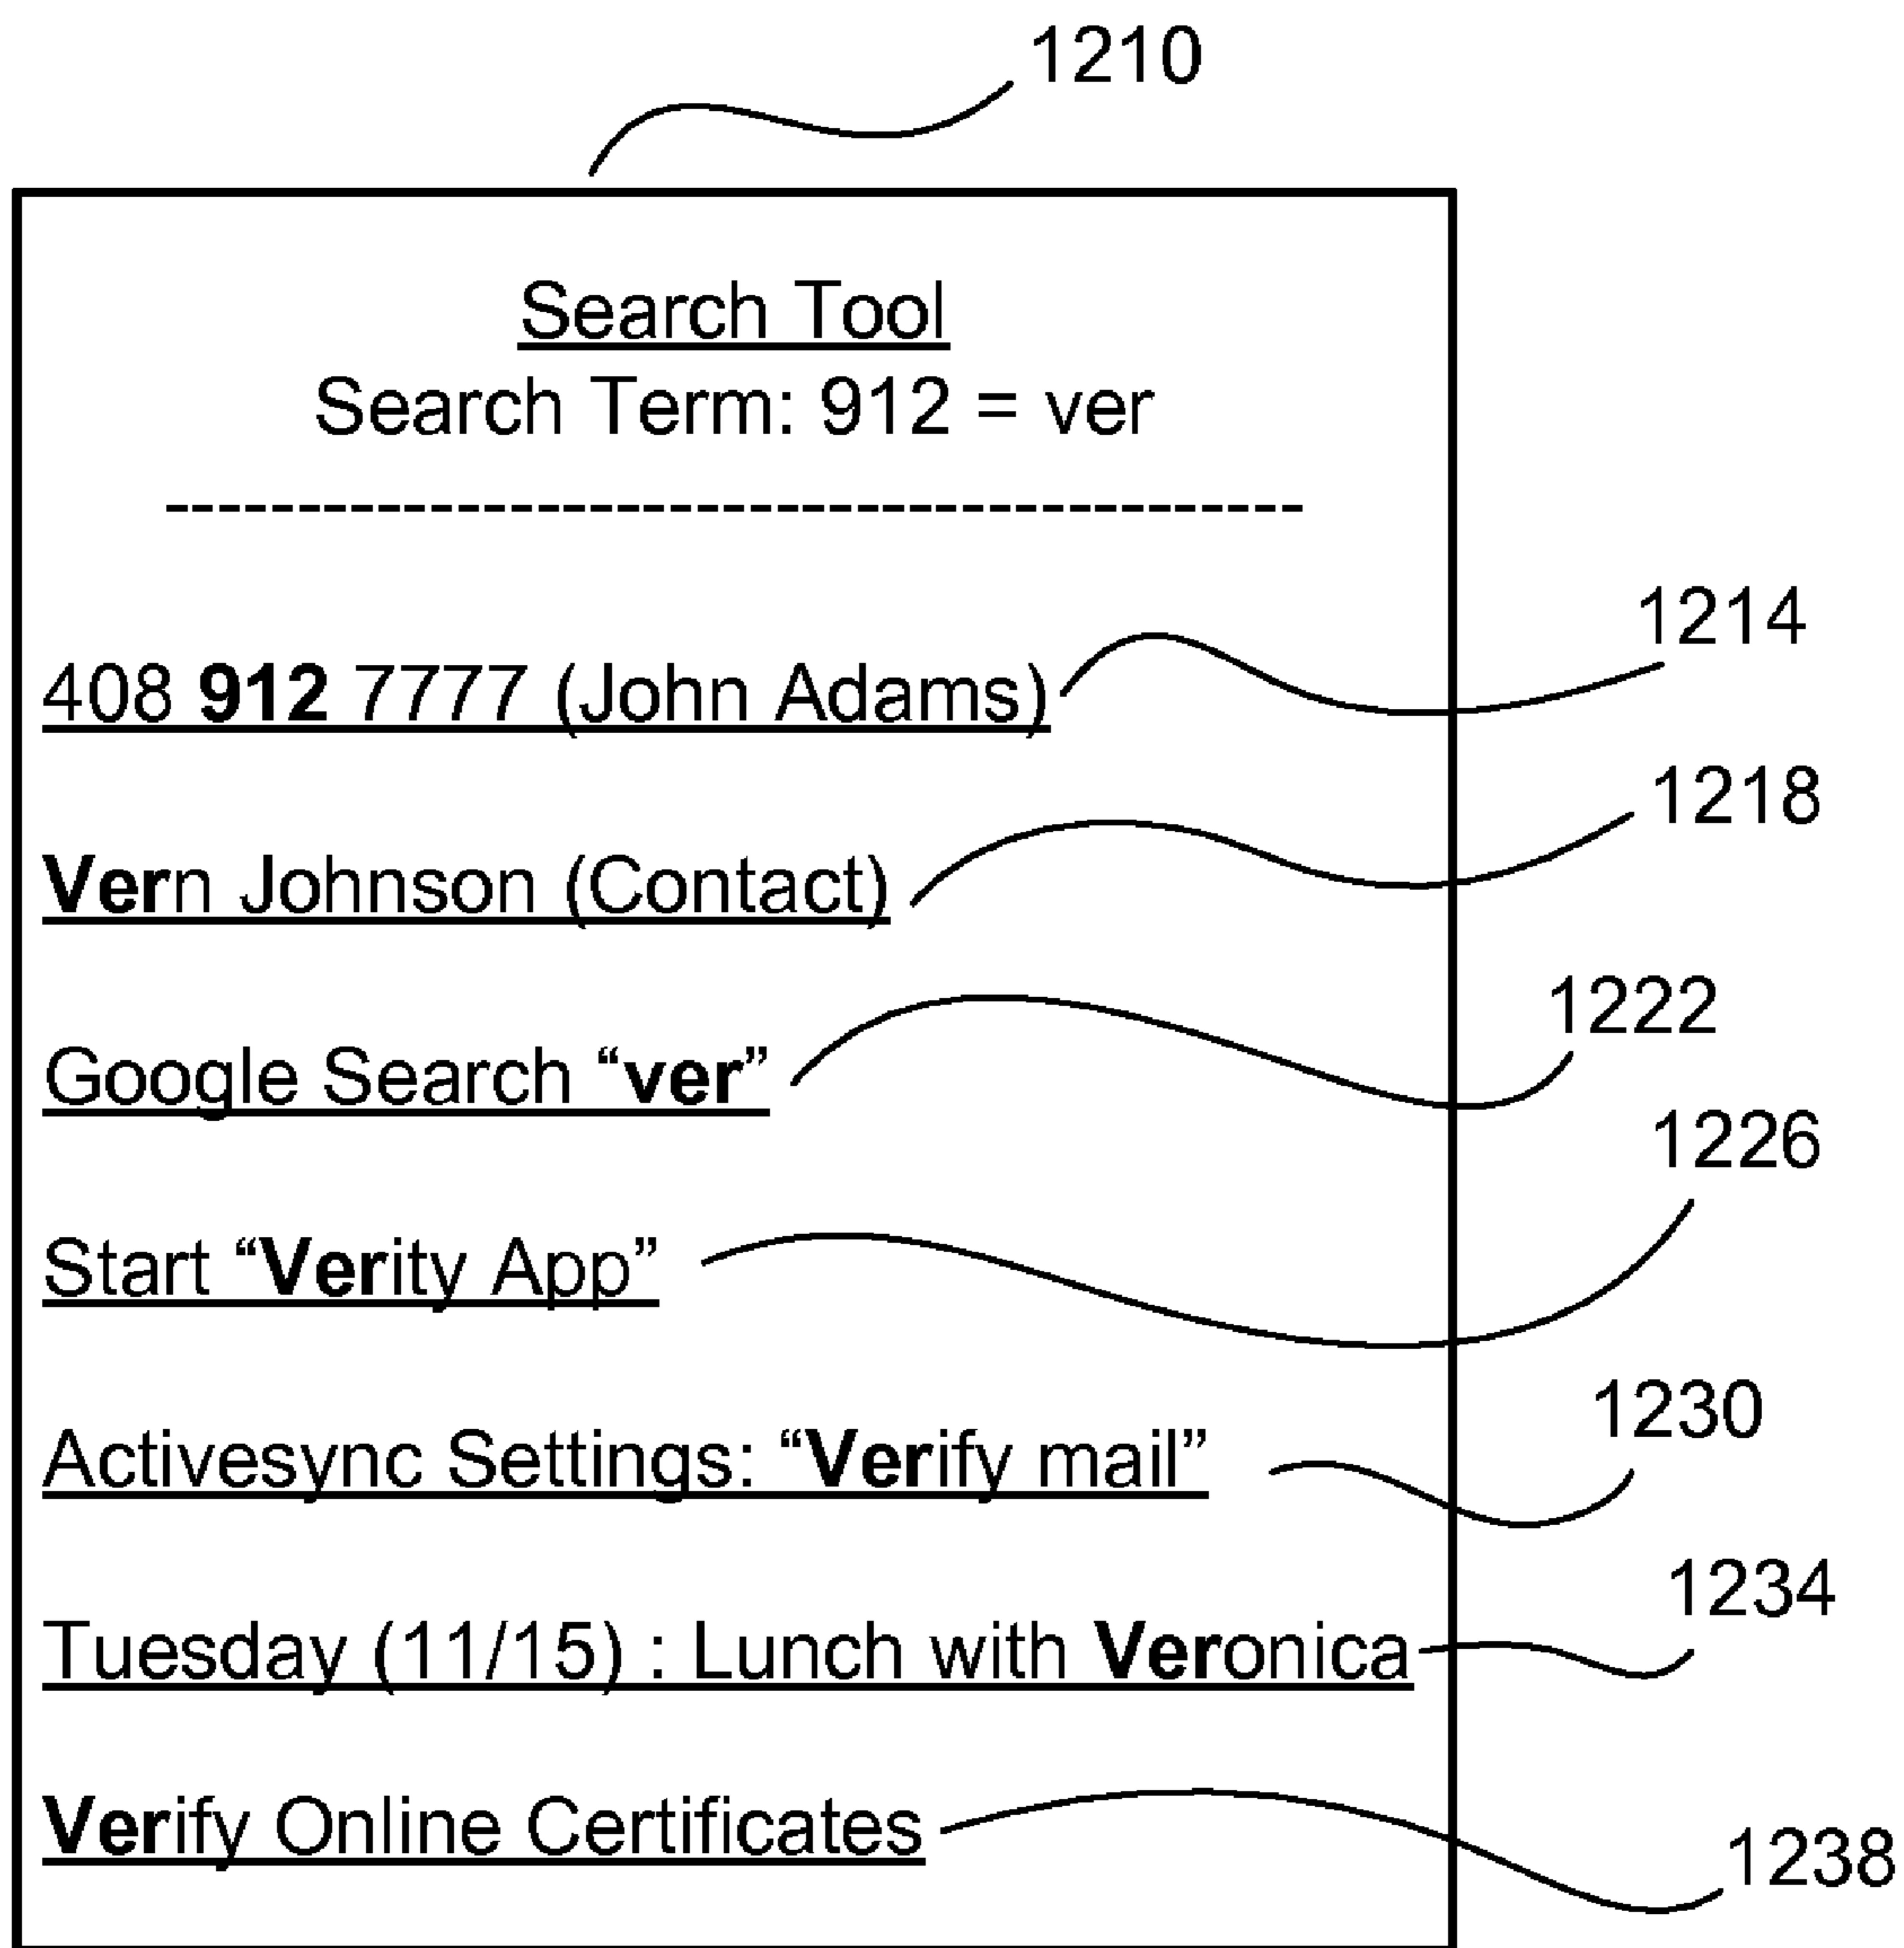 1210
Search Tool
Search Term: 912 = ver
-------------------------------------------
1214
408 912 7777 (John Adams)
1218
Vern Johnson (Contact)
1222
Google Search “ver”
1226
Start “Verity App”
1230
Activesync Settings: “Verify mail”
1234
Tuesday (11/15) : Lunch with Veronica
Verify Online Certificates
1238